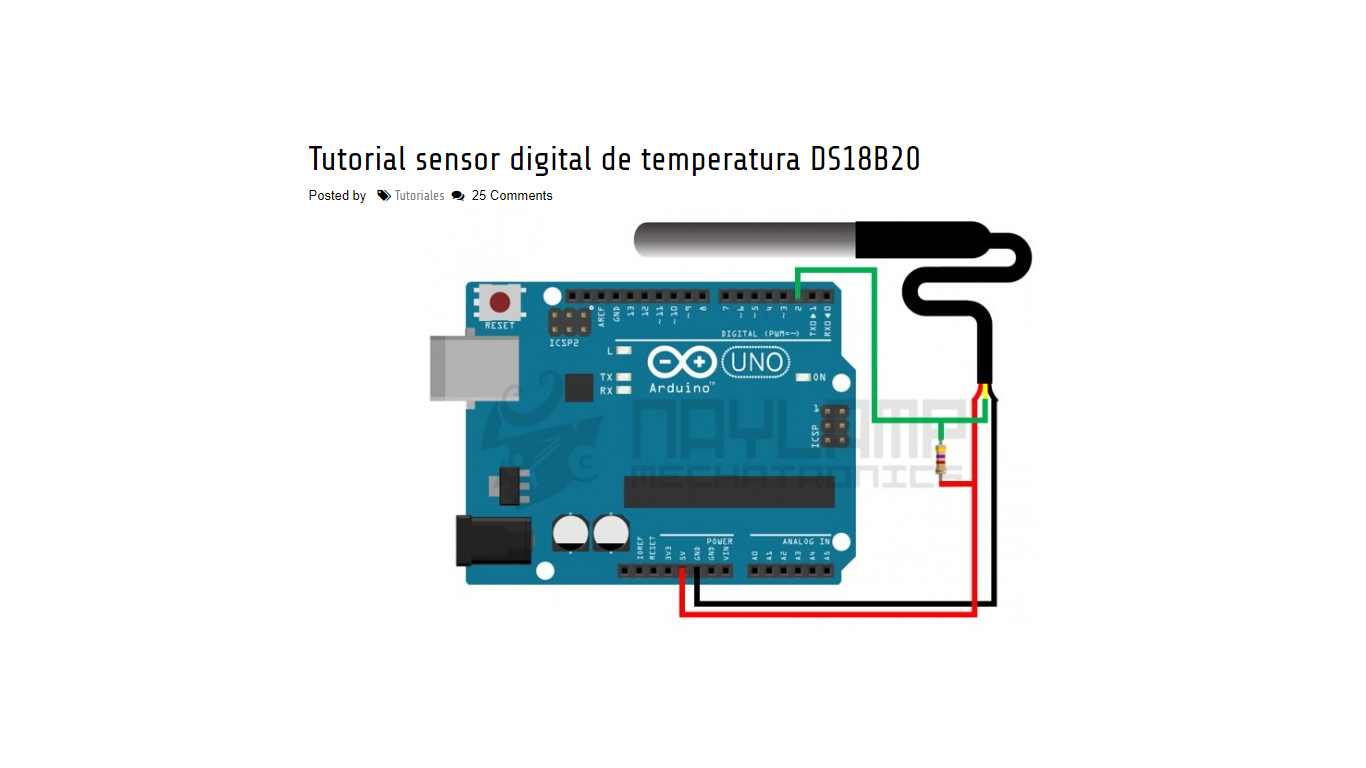 Tutorial sensor digital de temperatura DS18B20
Posted by Tutoriales 25 Comments
RESET
ICSP2
AREF
GND
13
12
~11
~10
~9
8
7
~6
~5
4
~3
2
TX0▶1
RX0◀0
DIGITAL (PWM=~)
L
TX
RX
Arduino™
UNO
ON
1
ICSP
NAYLAMP
MECHATRONICS
POWER
ANALOG IN
IOREF
RESET
3V3
5V
GND
GND
VIN
A0
A1
A2
A3
A4
A5